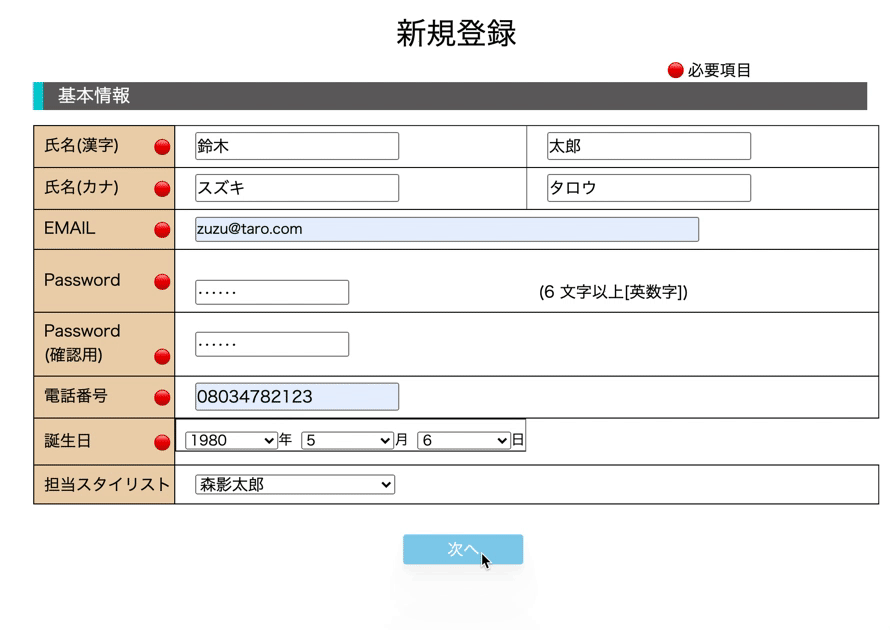 新規登録
必要項目
基本情報
氏名(漢字) 鈴木 太郎
氏名(カナ) スズキ タロウ
EMAIL zuzu@taro.com
Password ······ (6 文字以上[英数字])
Password
(確認用) ······
電話番号 08034782123
誕生日 1980 年 5 月 6 日
担当スタイリスト 森影太郎
次へ